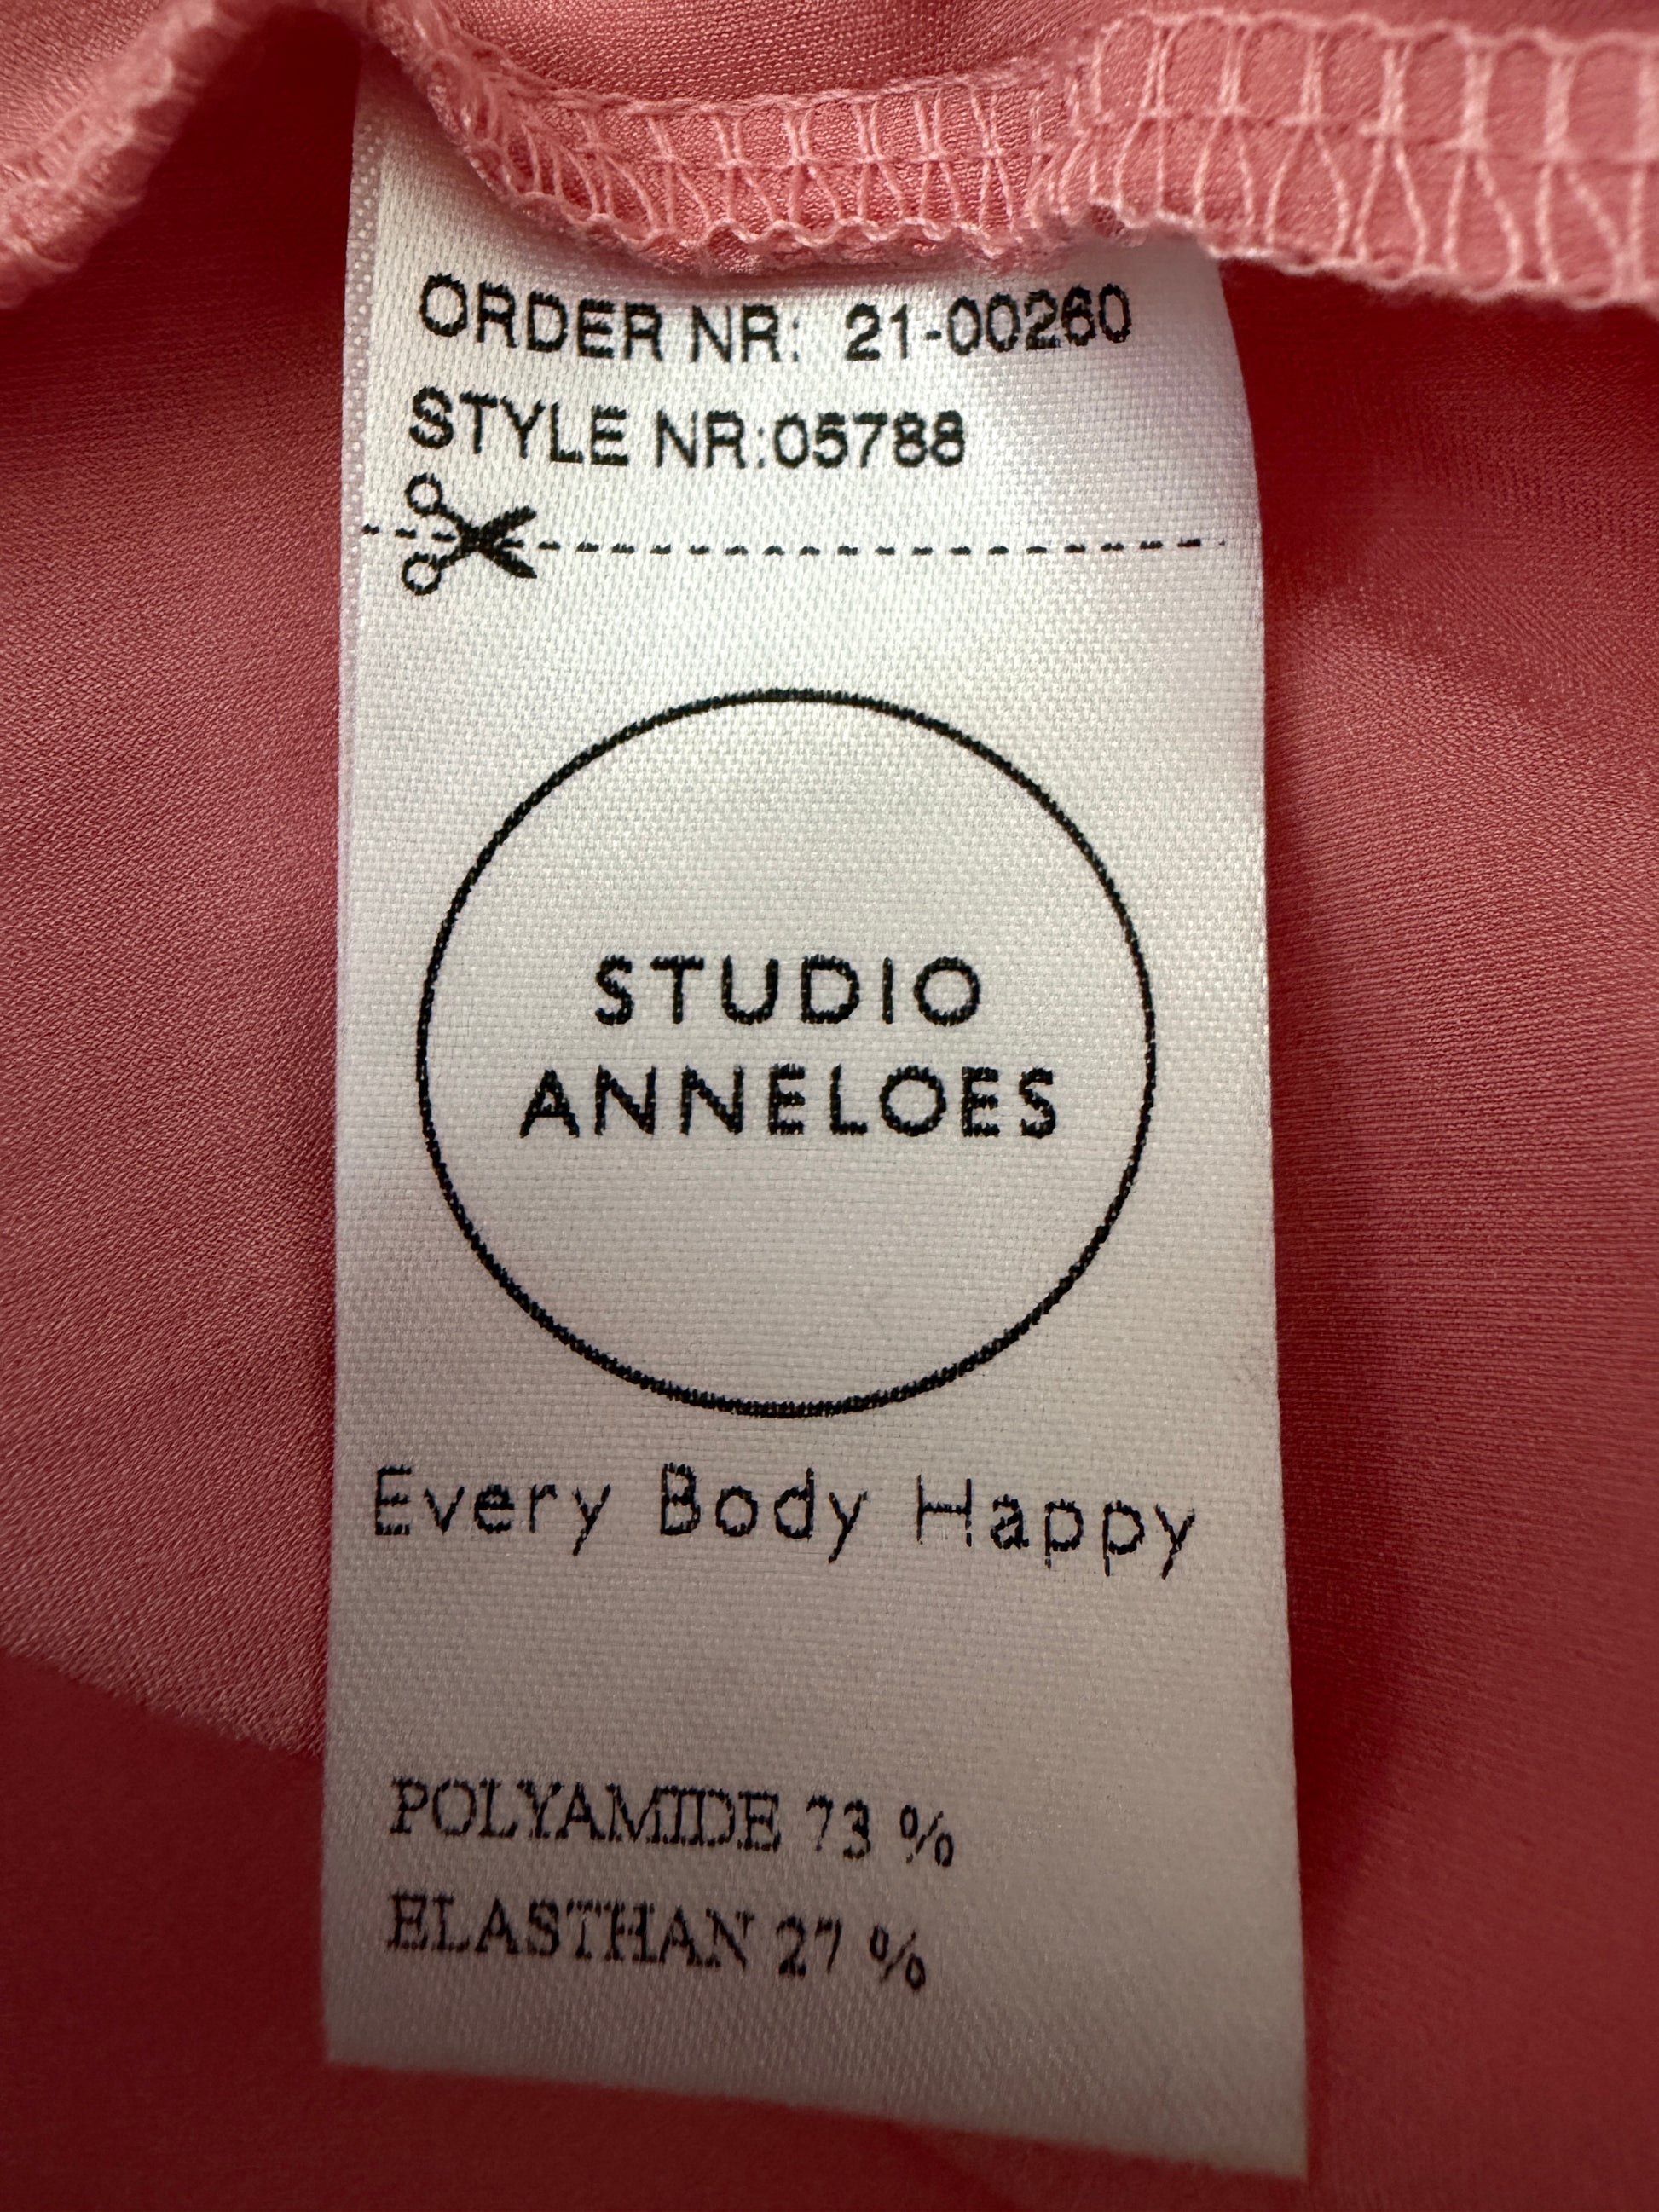 ORDER NR: 21-00260
STYLE NR:05788
STUDIO
ANNELOES
Every Body Happy
POLYAMIDE 73 %
ELASTHAN 27 %